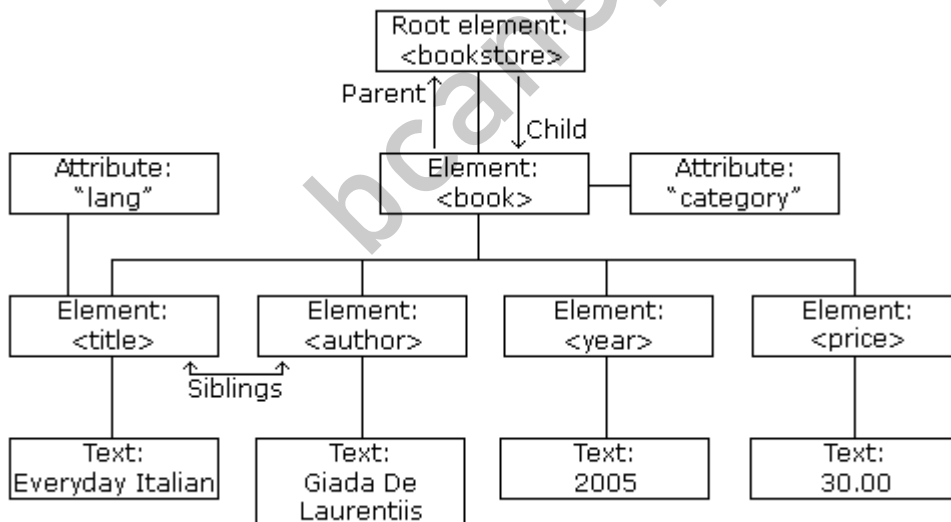 Root element:
<bookstore>
Parent
Child
Attribute:
"lang"
Element:
<book>
Attribute:
"category"
Element:
<title>
Element:
<author>
Element:
<year>
Element:
<price>
Siblings
Text:
Everyday Italian
Text:
Giada De
Laurentiis
Text:
2005
Text:
30.00
bcane